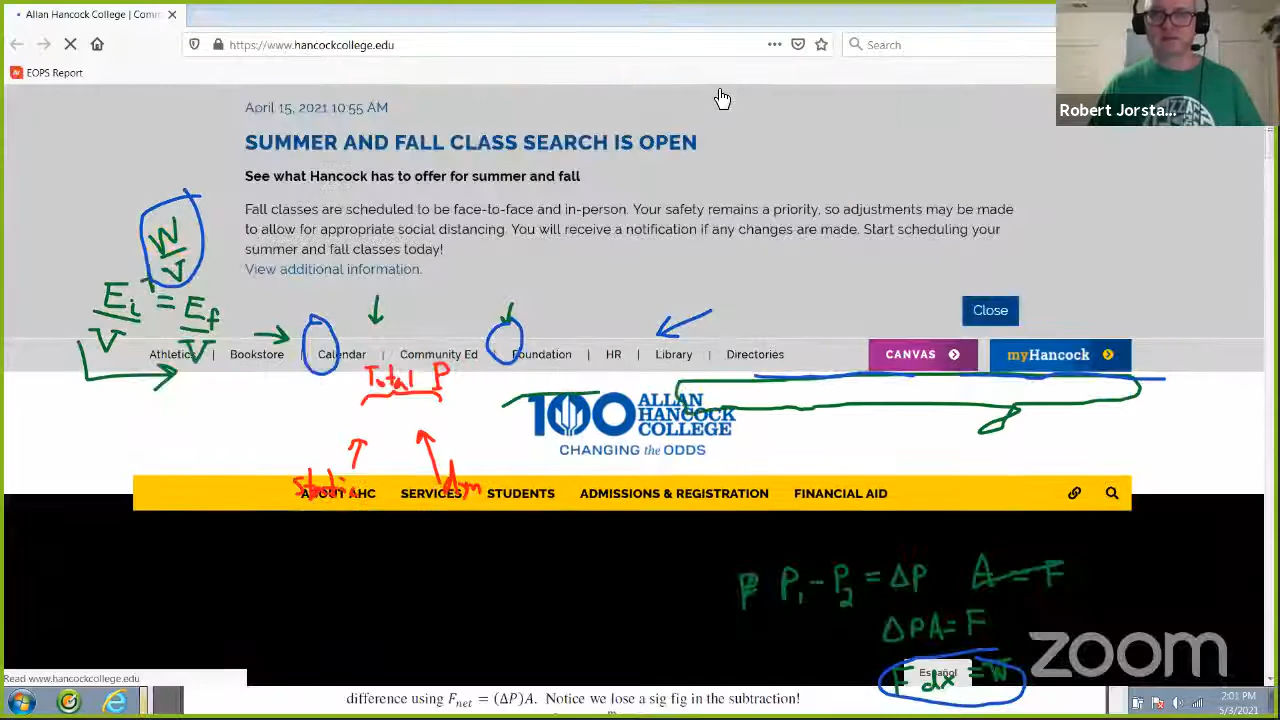 Allan Hancock College | Comm
https://www.hancockcollege.edu
Search
EOPS Report
Robert Jorsta...
April 15, 2021 10:55 AM
SUMMER AND FALL CLASS SEARCH IS OPEN
See what Hancock has to offer for summer and fall
Fall classes are scheduled to be face-to-face and in-person. Your safety remains a priority, so adjustments may be made
to allow for appropriate social distancing. You will receive a notification if any changes are made. Start scheduling your
summer and fall classes today!
View additional information.
W/V
Ei/V = Ef/V
Close
Athletics Bookstore Calendar Community Ed Foundation HR Library Directories
CANVAS myHancock
Total P
100 ALLAN
HANCOCK
COLLEGE
CHANGING the ODDS
static dyn
ABOUT AHC SERVICES STUDENTS ADMISSIONS & REGISTRATION FINANCIAL AID
P P₁ - P₂ = ΔP A = F
ΔPA = F
F dx = W
Español
zoom
Read www.hancockcollege.edu
difference using Fnet = (ΔP)A. Notice we lose a sig fig in the subtraction!
2:01 PM
5/3/2021